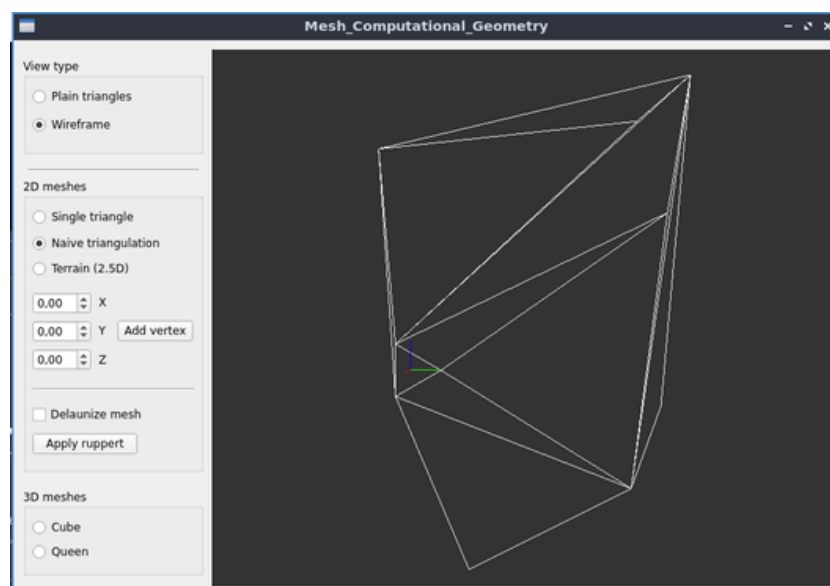 Mesh_Computational_Geometry
View type
Plain triangles
Wireframe
2D meshes
Single triangle
Naive triangulation
Terrain (2.5D)
0.00 X
0.00 Y Add vertex
0.00 Z
Delaunize mesh
Apply ruppert
3D meshes
Cube
Queen